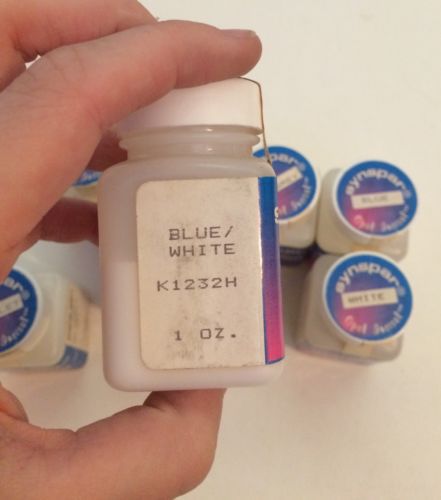 BLUE/
WHITE
K1232H
1 OZ.
synspar
BLUE
synspar
WHITE